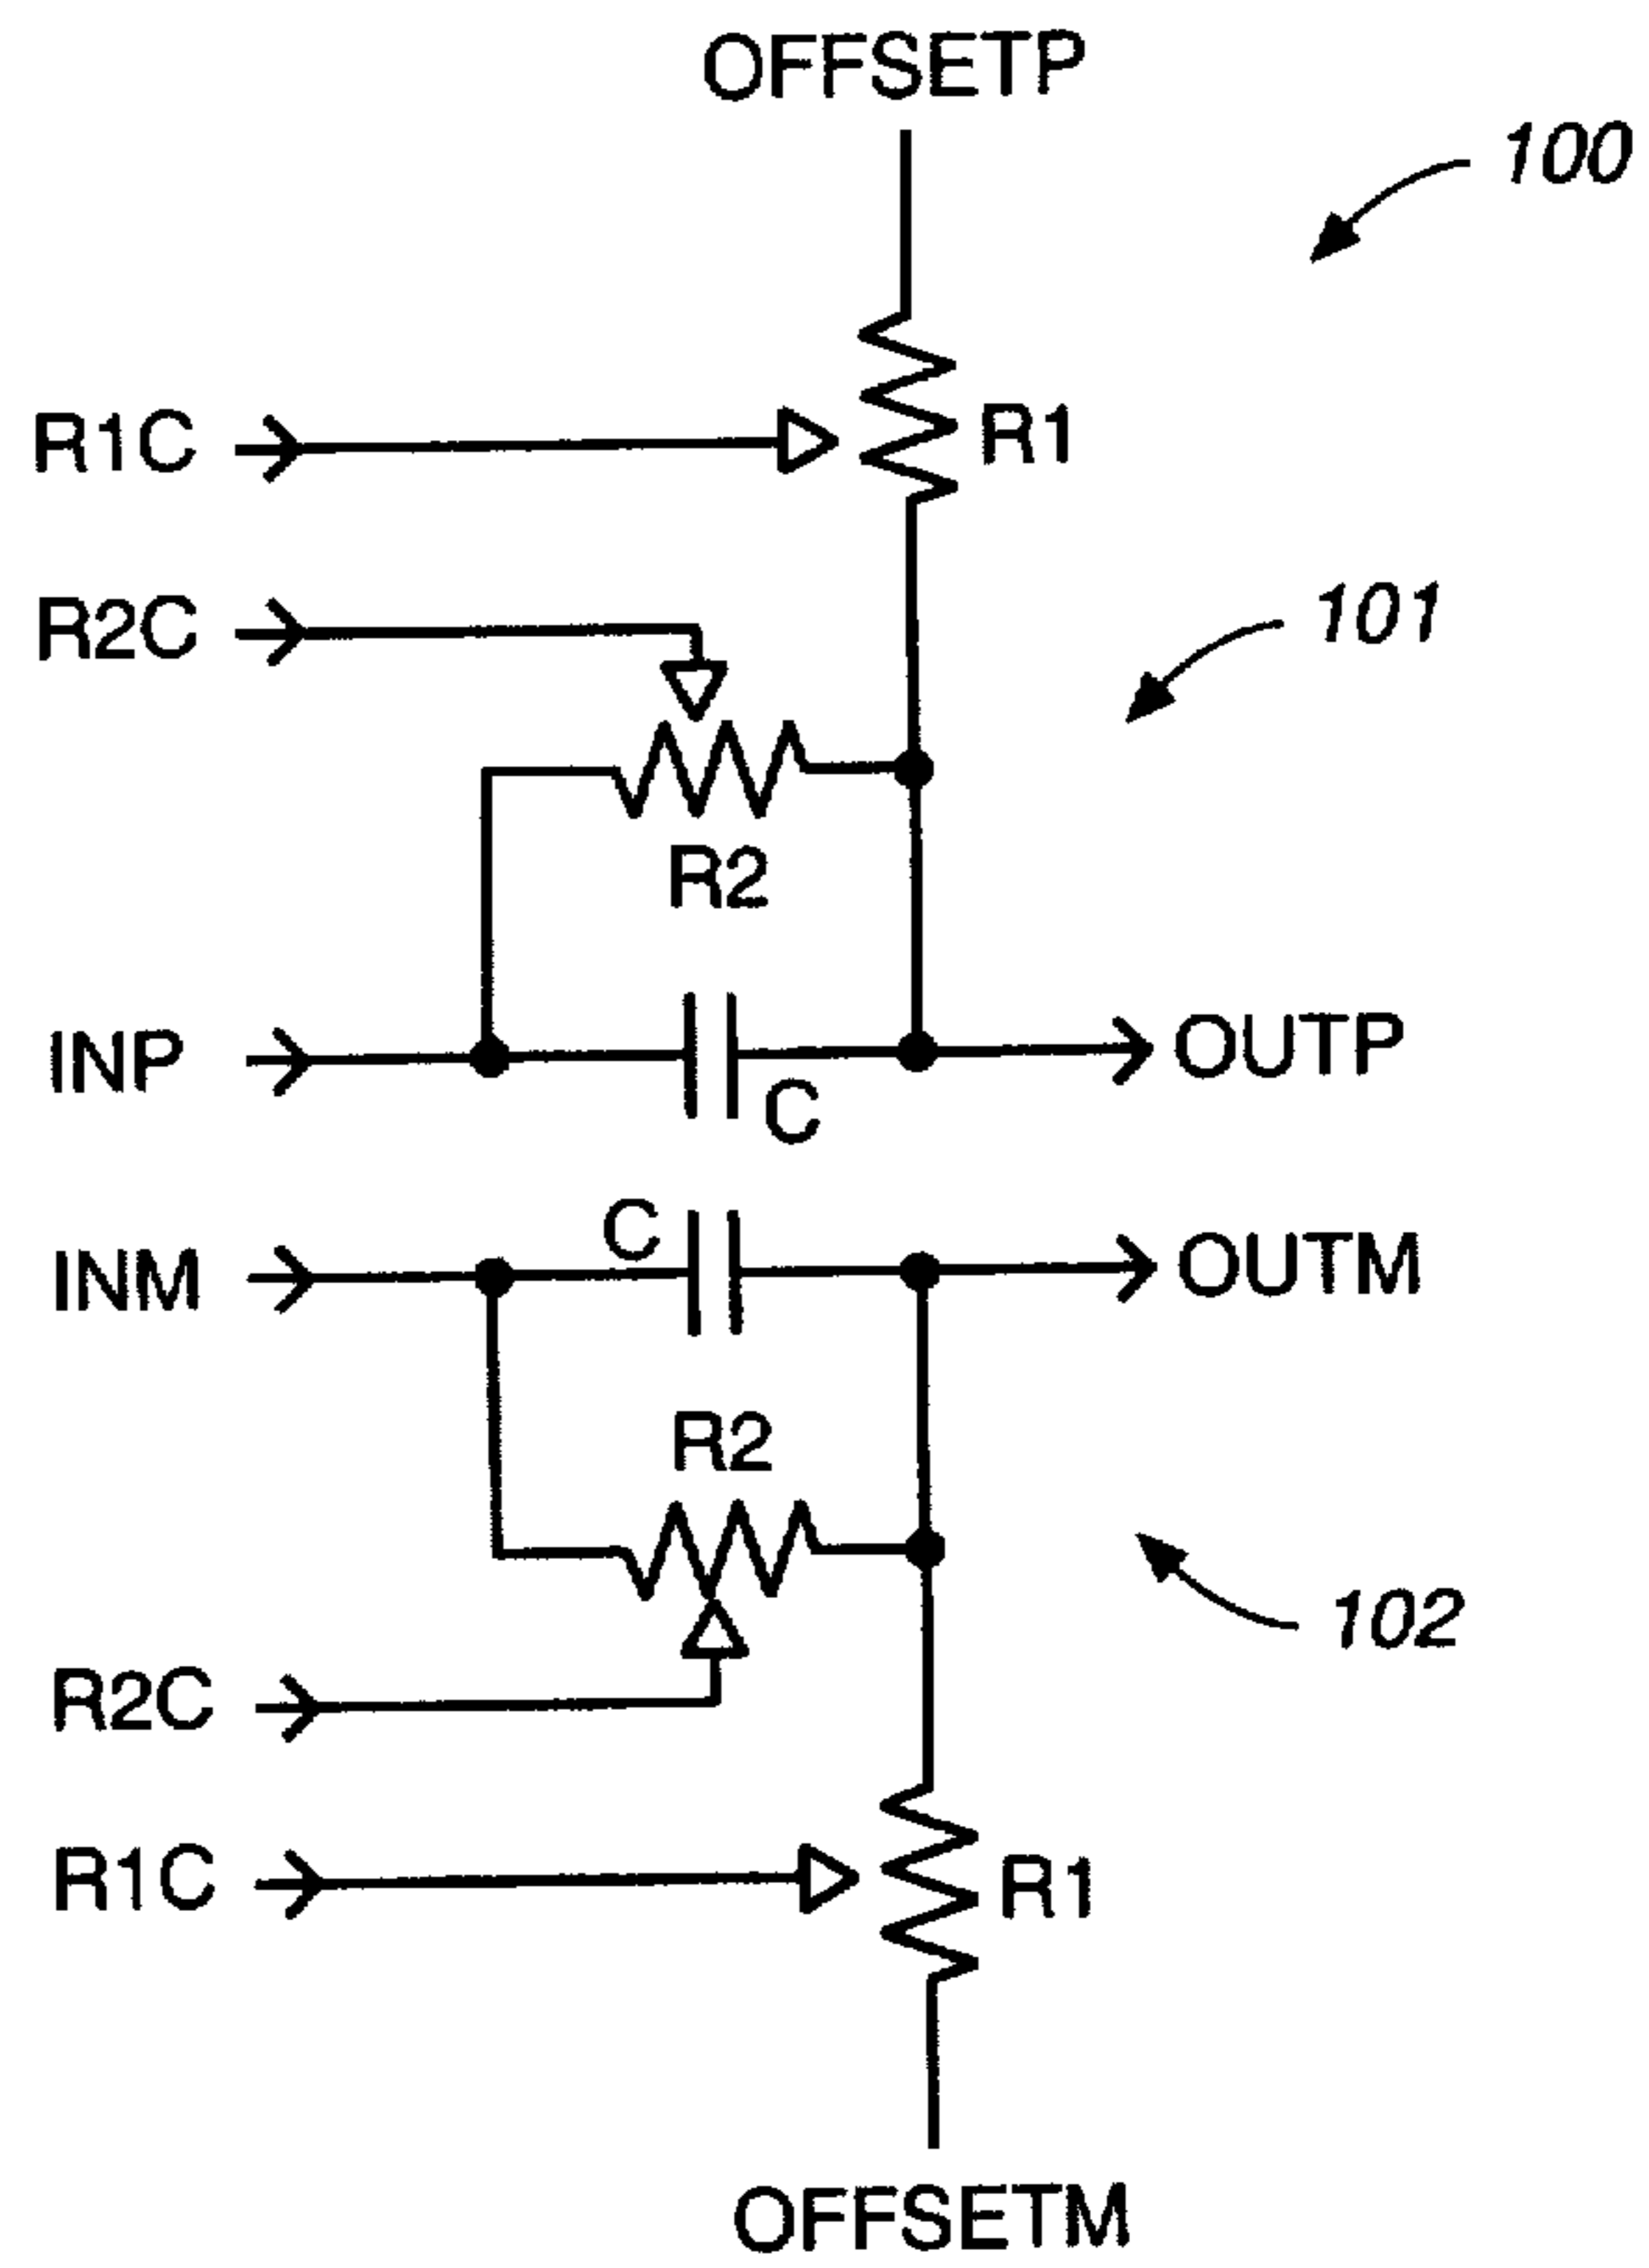 OFFSETP
100
R1C
R1
R2C
101
R2
INP
OUTP
C
C
INM
OUTM
R2
102
R2C
R1C
R1
OFFSETM